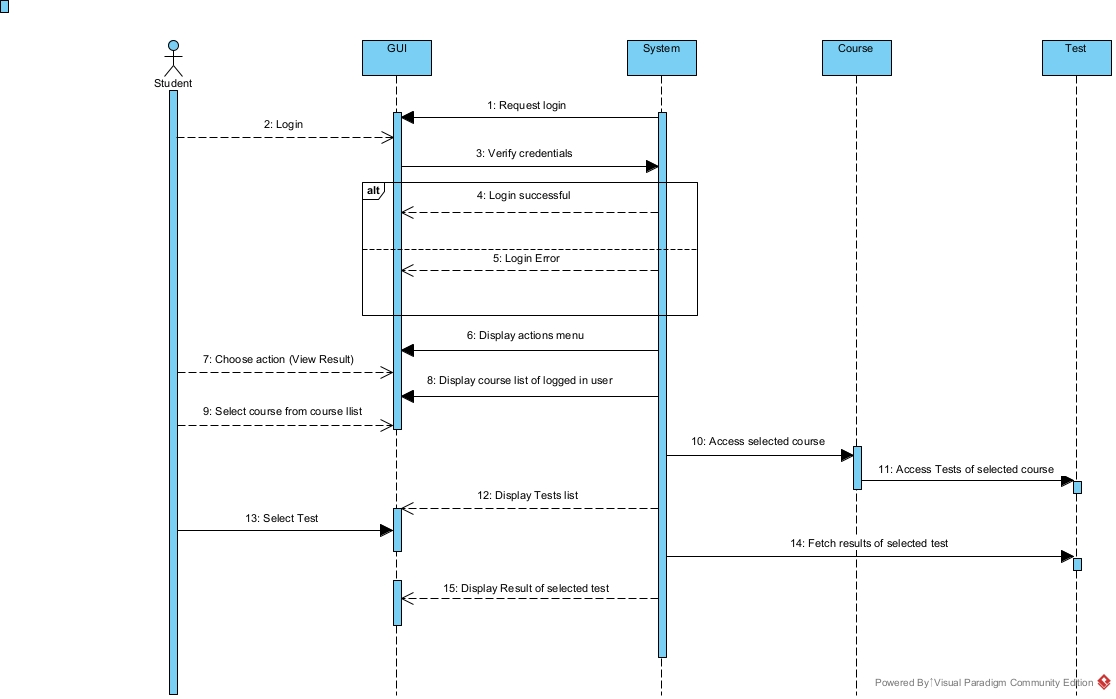 GUI
System
Course
Test
Student
1: Request login
2: Login
3: Verify credentials
alt
4: Login successful
5: Login Error
6: Display actions menu
7: Choose action (View Result)
8: Display course list of logged in user
9: Select course from course llist
10: Access selected course
11: Access Tests of selected course
12: Display Tests list
13: Select Test
14: Fetch results of selected test
15: Display Result of selected test
Powered By Visual Paradigm Community Edition